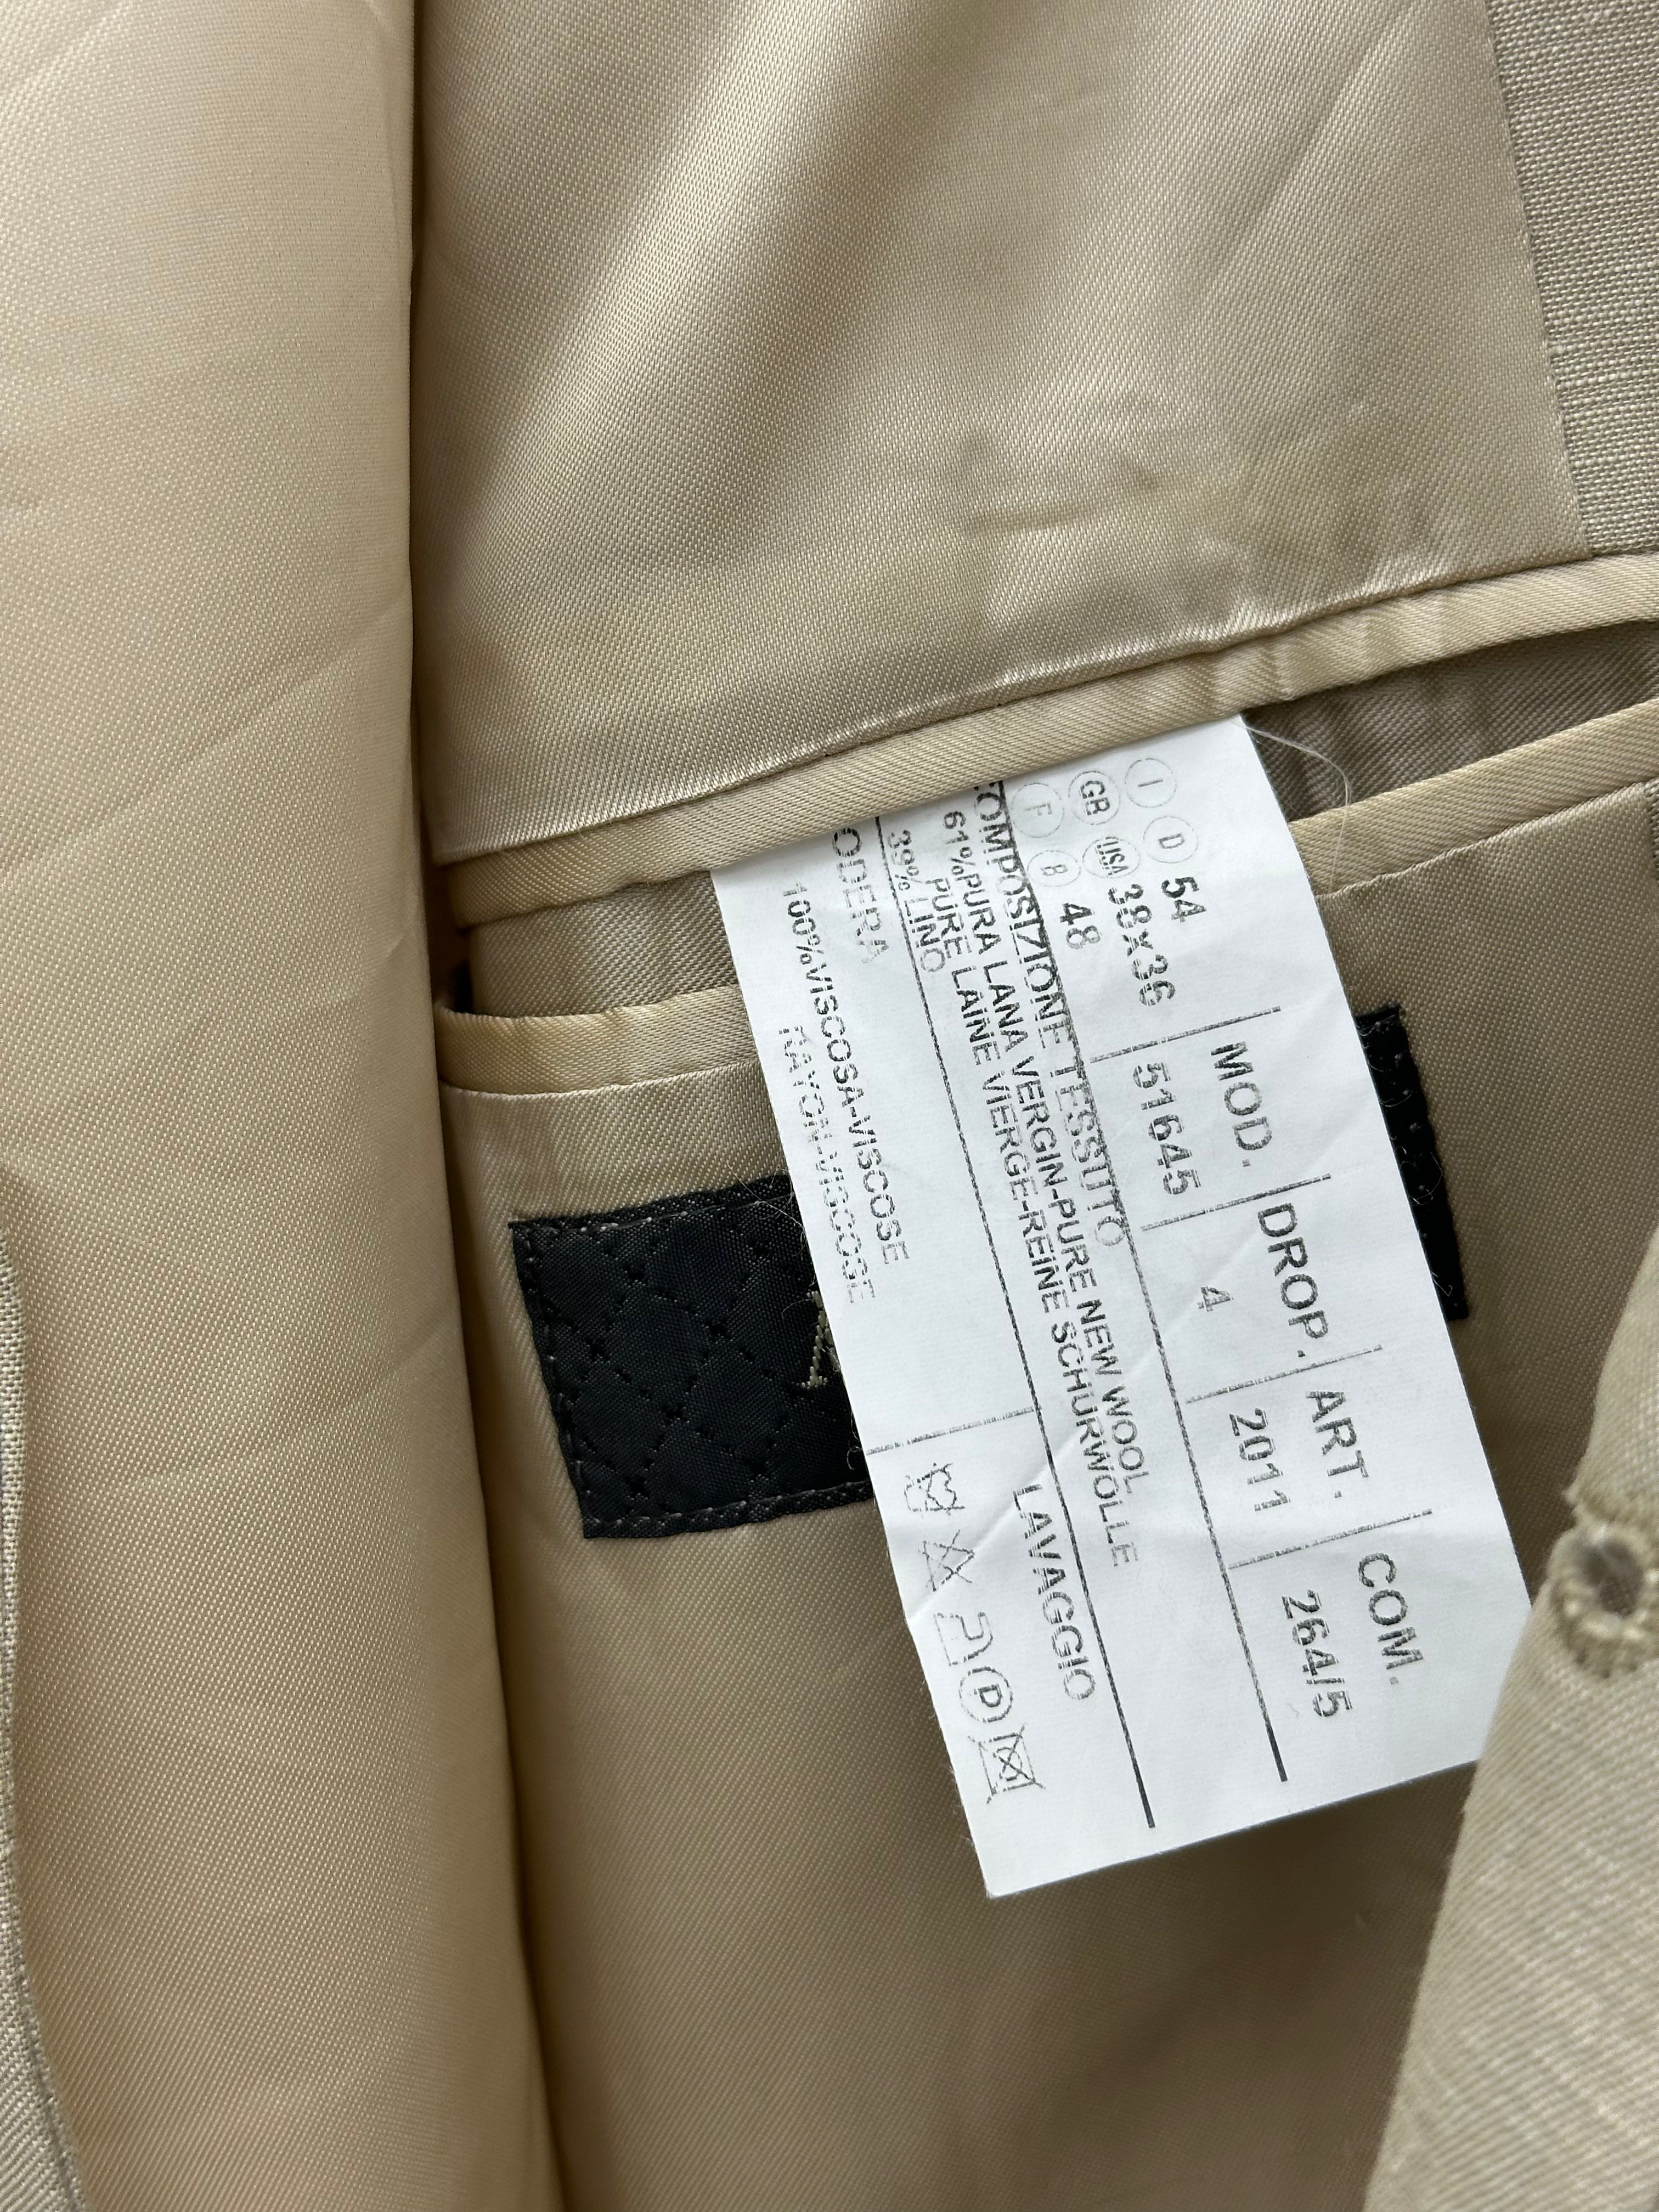 MOD. DROP. ART. COM.
I D 54
GB USA 38X36 51645 4 2011 264/5
F B 48
COMPOSIZIONE TESSUTO
61%PURA LANA VERGIN-PURE NEW WOOL
PURE LAINE VIERGE-REINE SCHURWOLLE
39% LINO
LAVAGGIO
ODERA
100%VISCOSA-VISCOSE
RAYON-VISCOSE
P